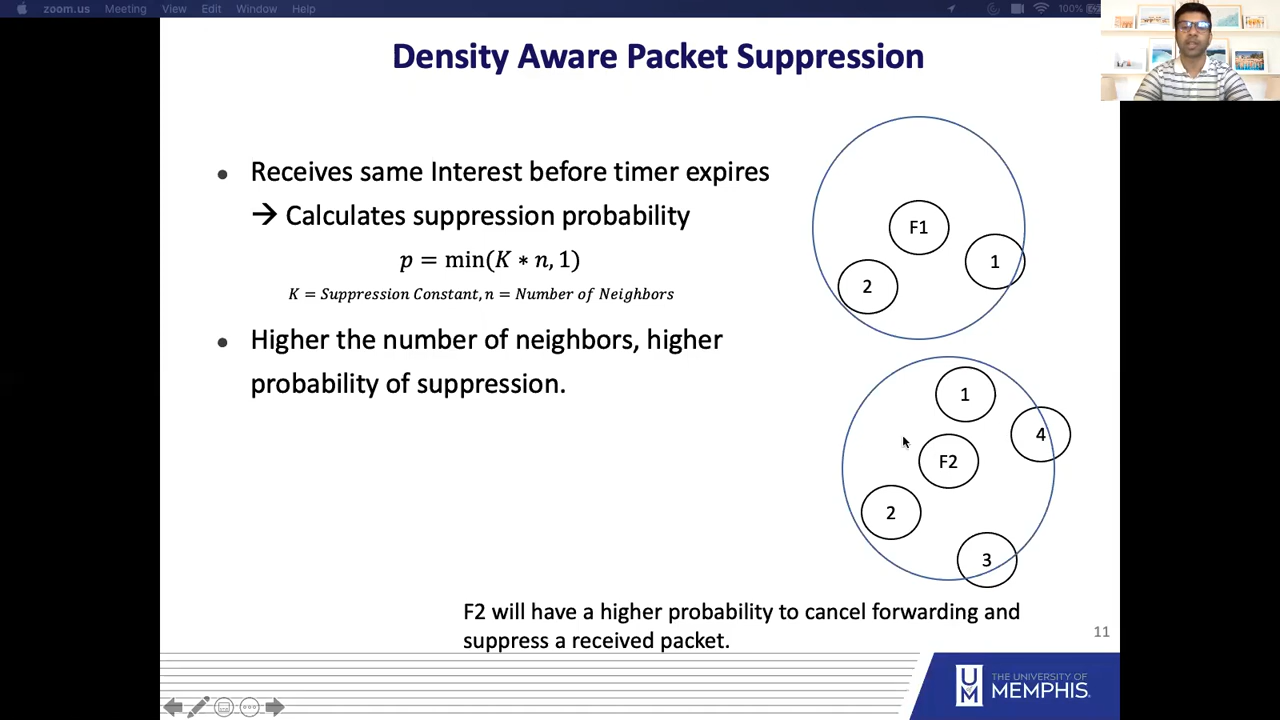 zoom.us Meeting View Edit Window Help 100%
Density Aware Packet Suppression
• Receives same Interest before timer expires
→ Calculates suppression probability
p = min(K * n, 1)
K = Suppression Constant, n = Number of Neighbors
• Higher the number of neighbors, higher
probability of suppression.
F1
1
2
1
4
F2
2
3
F2 will have a higher probability to cancel forwarding and
suppress a received packet.
11
UM
THE UNIVERSITY OF
MEMPHIS.